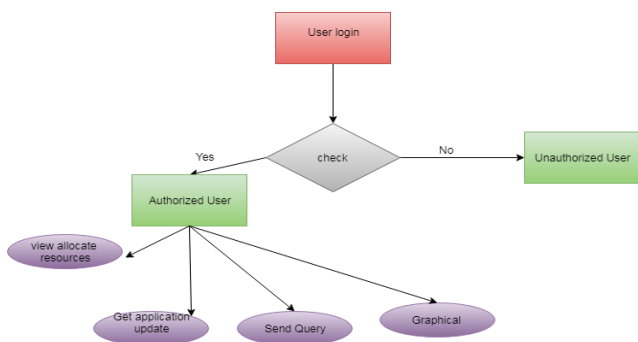 User login
check
Yes
No
Unauthorized User
Authorized User
view allocate
resources
Get application
update
Send Query
Graphical